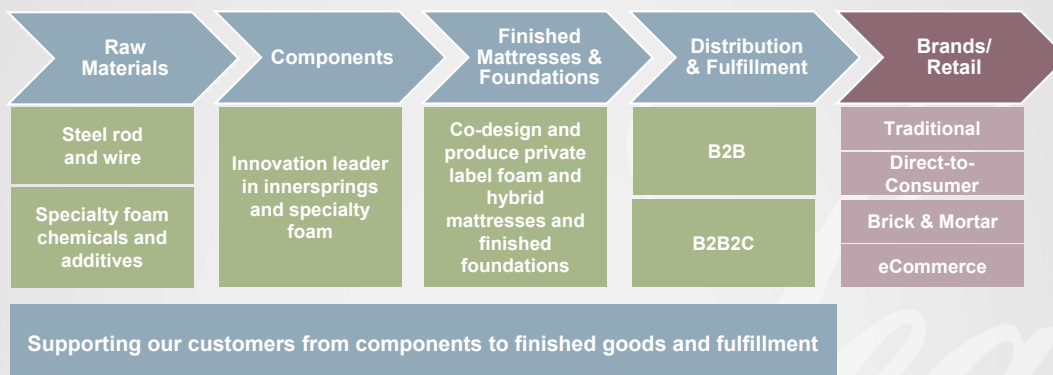 Raw
Materials
Components
Finished
Mattresses &
Foundations
Distribution
& Fulfillment
Brands/
Retail
Steel rod
and wire
Specialty foam
chemicals and
additives
Innovation leader
in innersprings
and specialty
foam
Co-design and
produce private
label foam and
hybrid
mattresses and
finished
foundations
B2B
B2B2C
Traditional
Direct-to-
Consumer
Brick & Mortar
eCommerce
Supporting our customers from components to finished goods and fulfillment